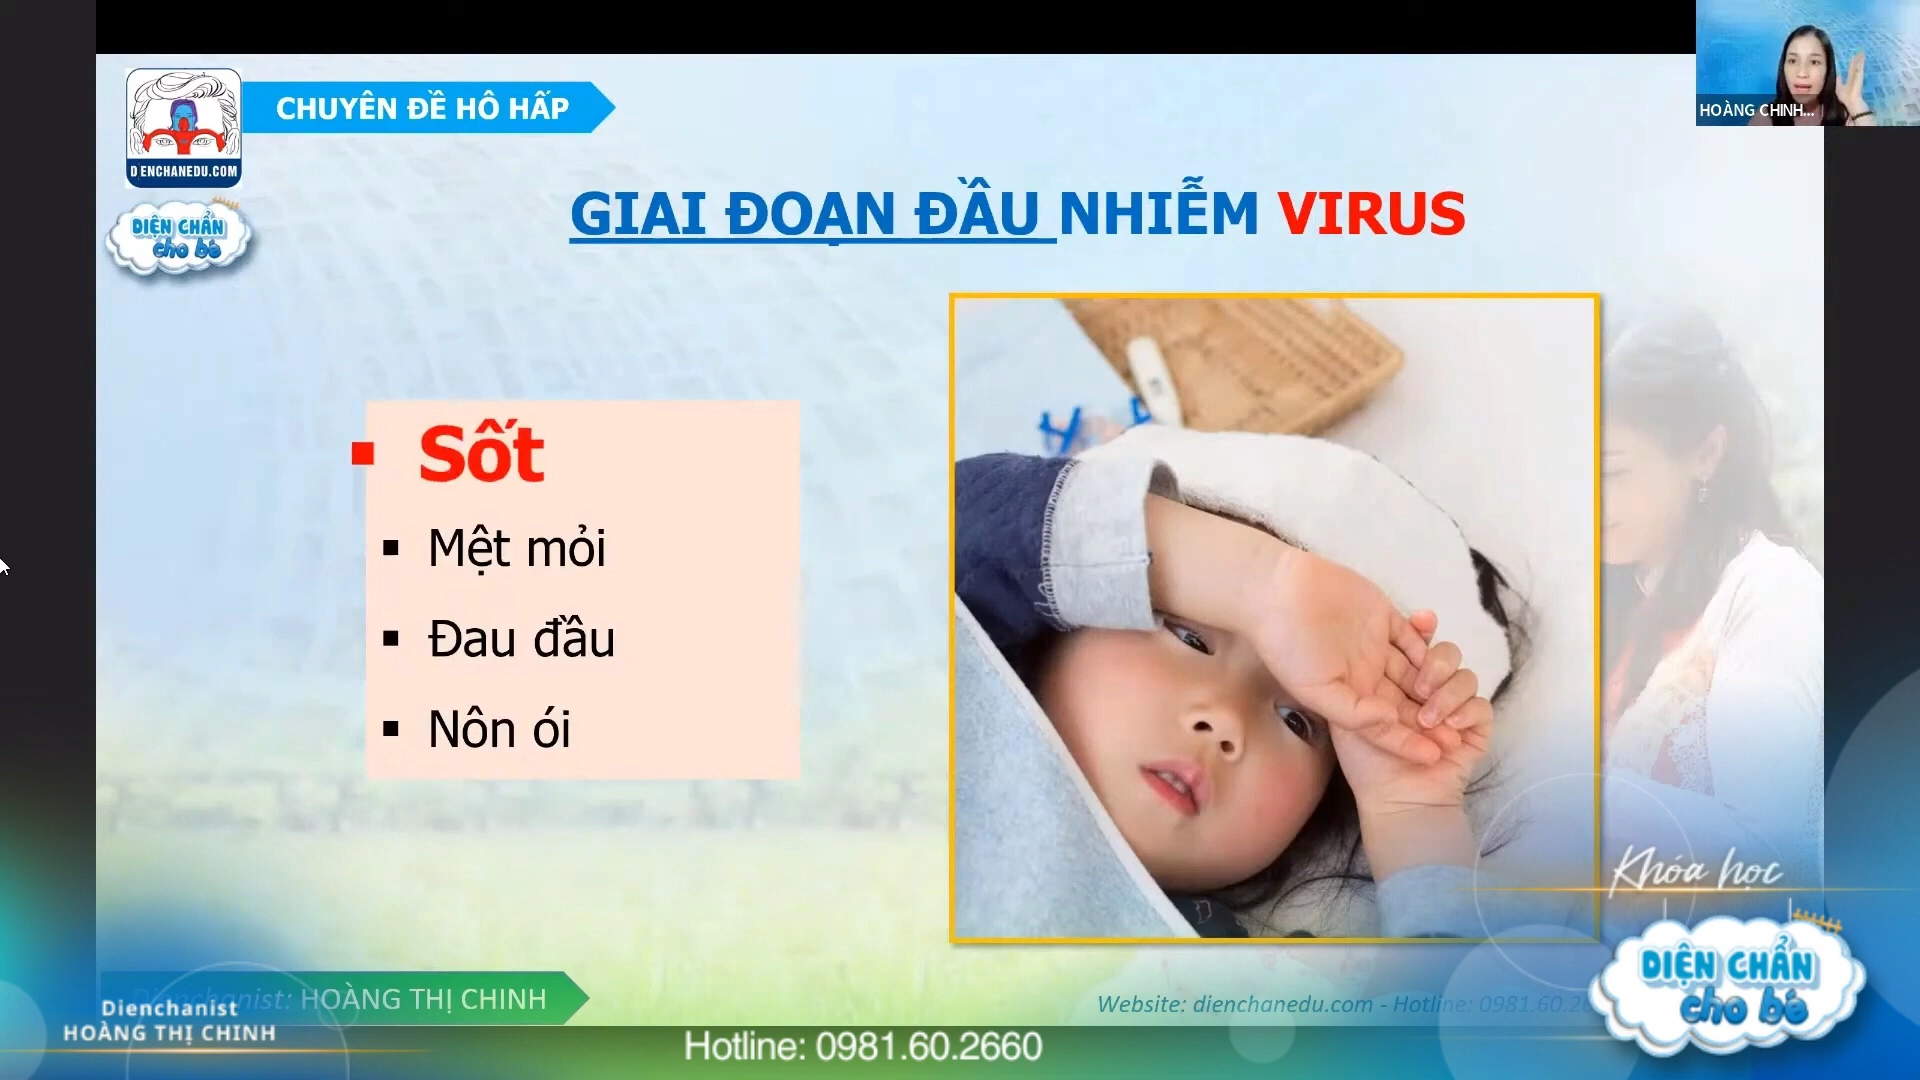 HOÀNG CHINH...
CHUYÊN ĐỀ HÔ HẤP
DIENCHANEDU.COM
DIỆN CHẨN
cho bé
GIAI ĐOẠN ĐẦU NHIỄM VIRUS
Sốt
Mệt mỏi
Đau đầu
Nôn ói
Khóa học
DIỆN CHẨN
cho bé
Dienchanist: HOÀNG THỊ CHINH
Website: dienchanedu.com - Hotline: 0981.60.2
Dienchanist
HOÀNG THỊ CHINH
Hotline: 0981.60.2660